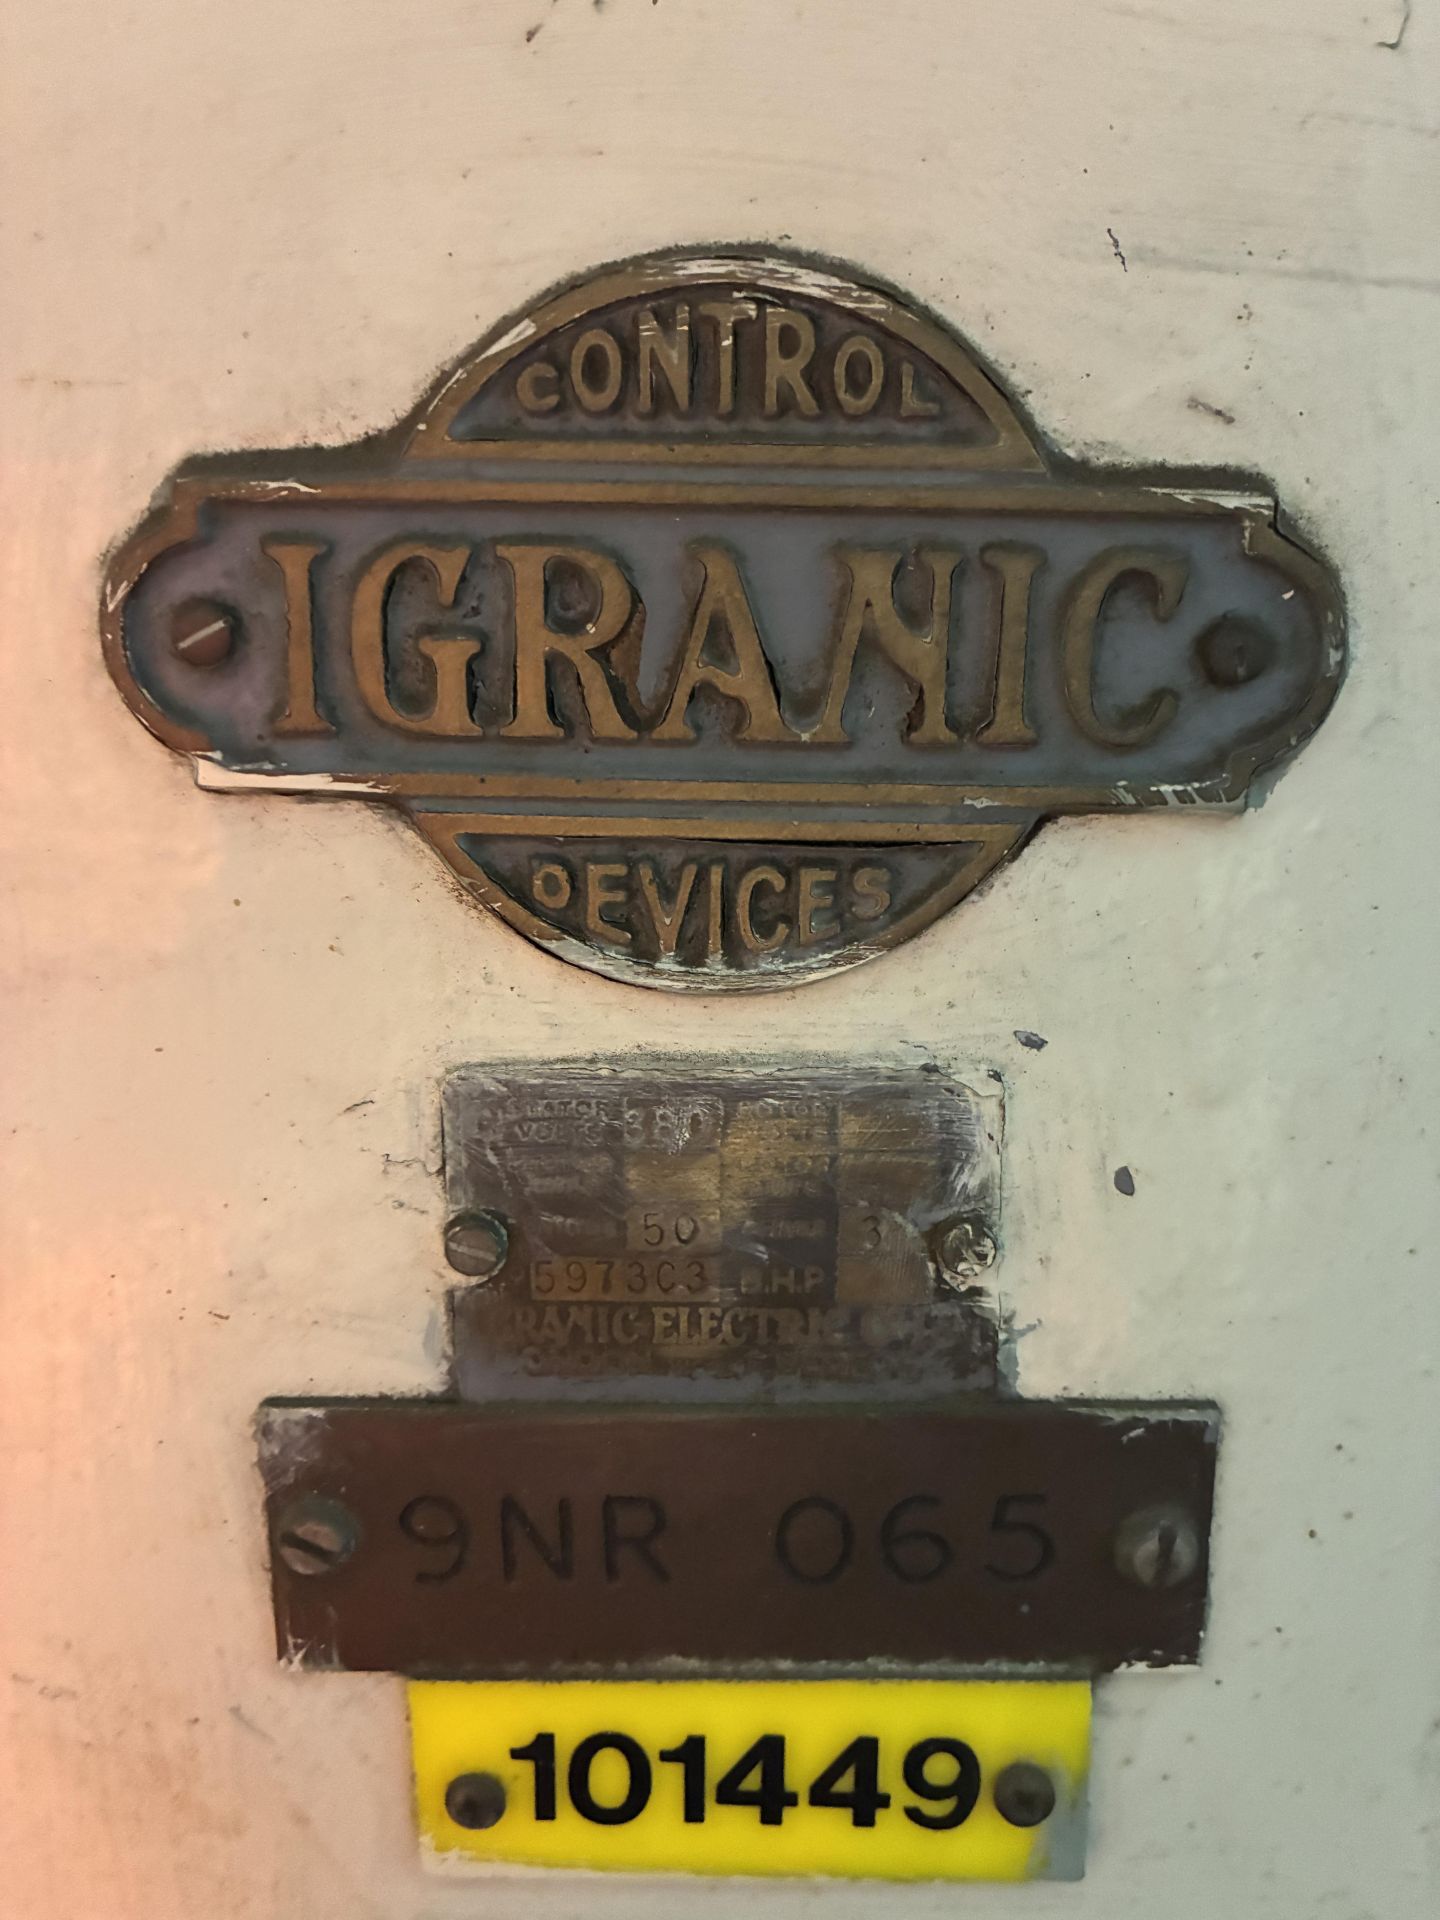 CONTROL
IGRANIC
DEVICES
STATOR
VOLTS 380
50 3
5973C3 B.H.P
IGRANIC ELECTRIC
9NR 065
101449